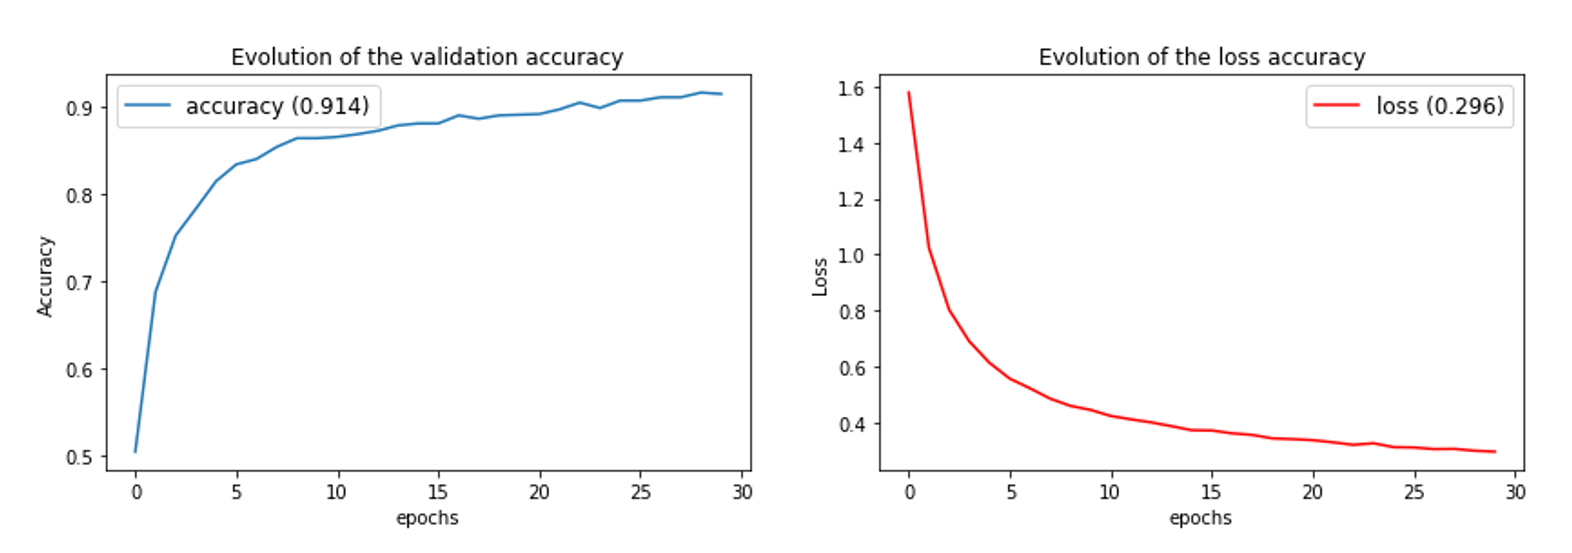 Evolution of the validation accuracy
accuracy (0.914)
0.9
0.8
0.7
0.6
0.5
Accuracy
0 5 10 15 20 25 30
epochs
Evolution of the loss accuracy
loss (0.296)
1.6
1.4
1.2
1.0
0.8
0.6
0.4
Loss
0 5 10 15 20 25 30
epochs